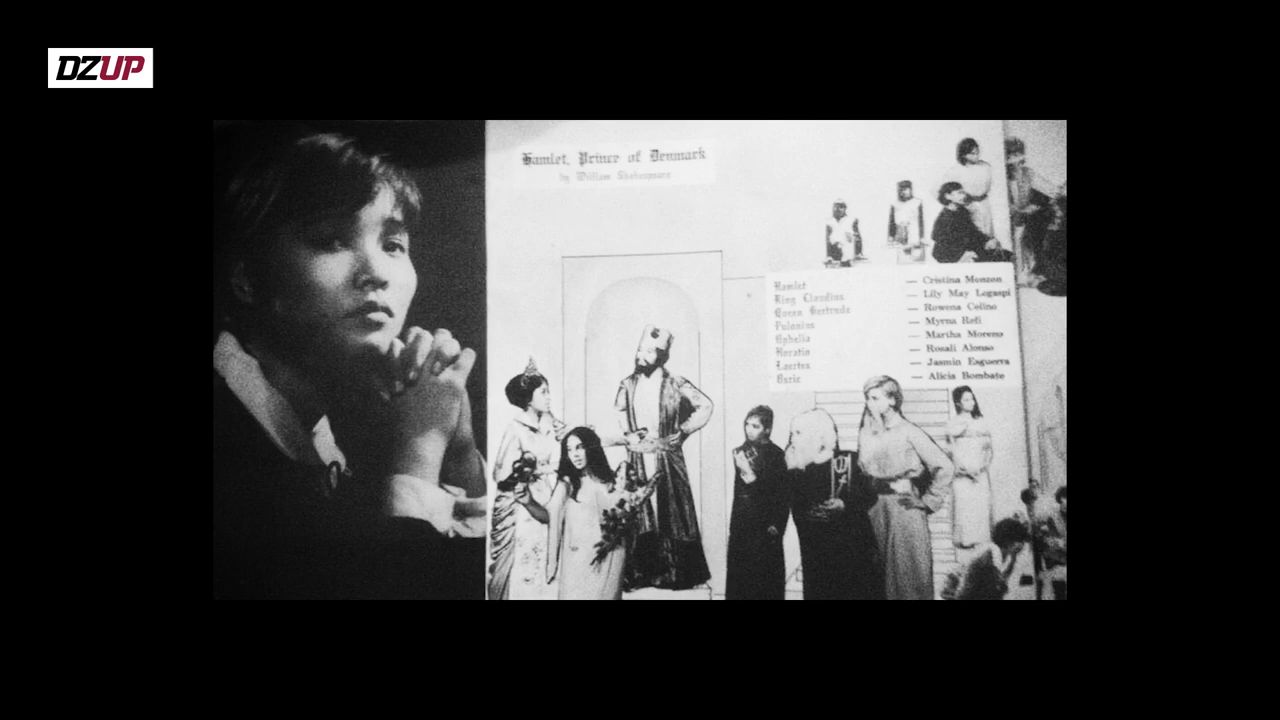 DZUP
Hamlet, Prince of Denmark
by William Shakespeare
Hamlet — Cristina Monzon
King Claudius — Lily May Legaspi
Queen Gertrude — Rowena Celino
Polonius — Myrna Refi
Ophelia — Martha Moreno
Horatio — Rosali Alonso
Laertes — Jasmin Esguerra
Osric — Alicia Bombate